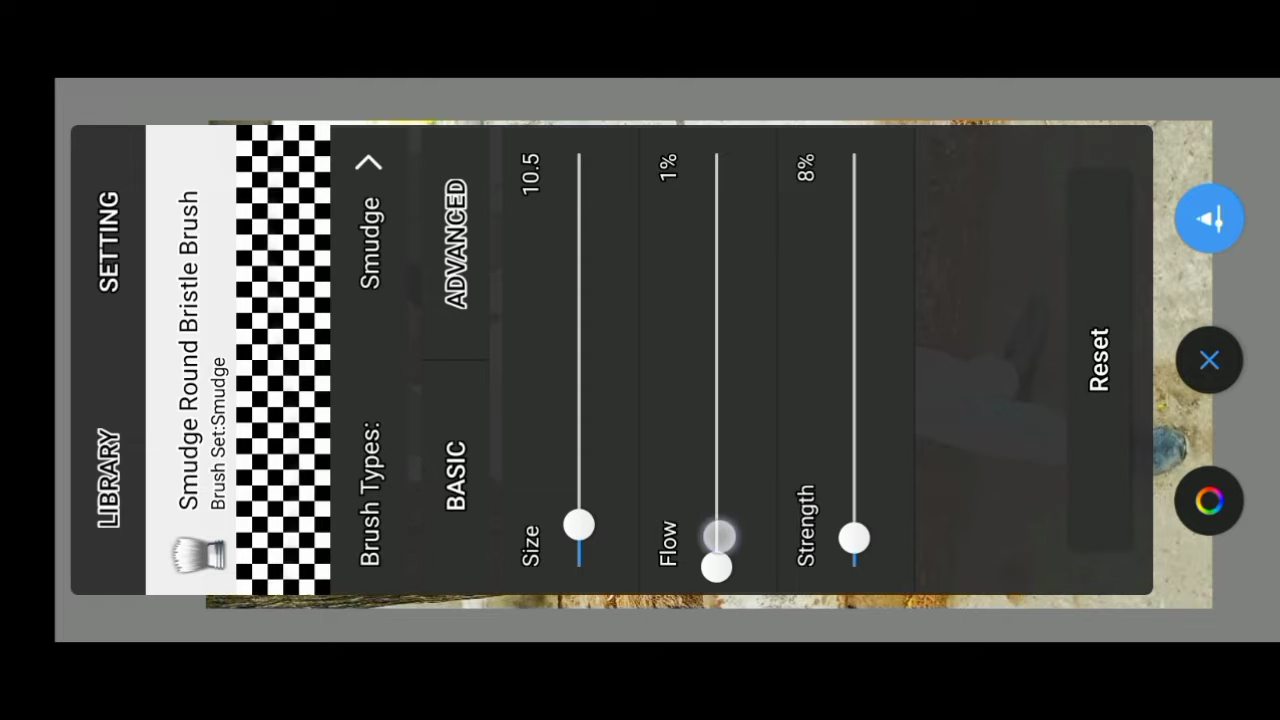 LIBRARY SETTING
Smudge Round Bristle Brush
Brush Set:Smudge
Brush Types: Smudge
BASIC ADVANCED
Size 10.5
Flow 1%
Strength 8%
Reset